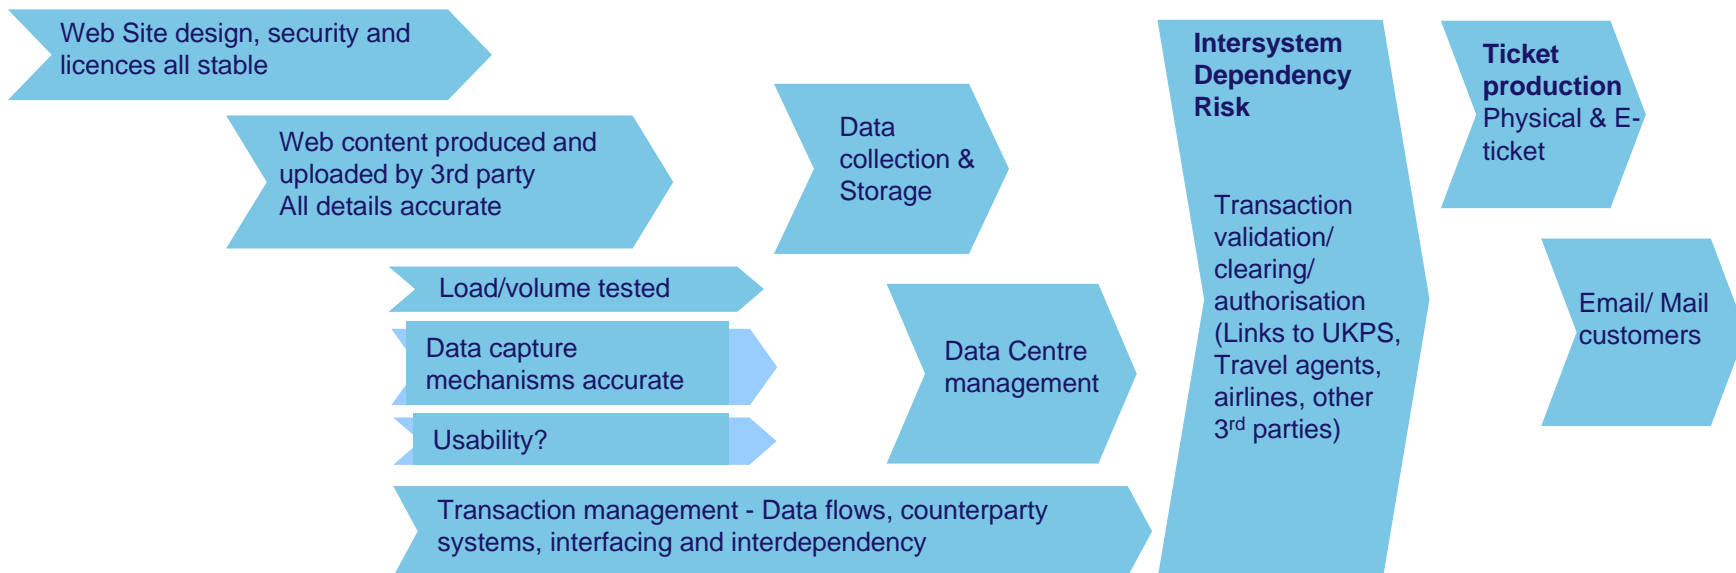 Web Site design, security and
licences all stable
Web content produced and
uploaded by 3rd party
All details accurate
Load/volume tested
Data capture
mechanisms accurate
Usability?
Transaction management - Data flows, counterparty
systems, interfacing and interdependency
Data
collection &
Storage
Data Centre
management
Intersystem
Dependency
Risk
Transaction
validation/
clearing/
authorisation
(Links to UKPS,
Travel agents,
airlines, other
3rd parties)
Ticket
production
Physical & E-
ticket
Email/ Mail
customers